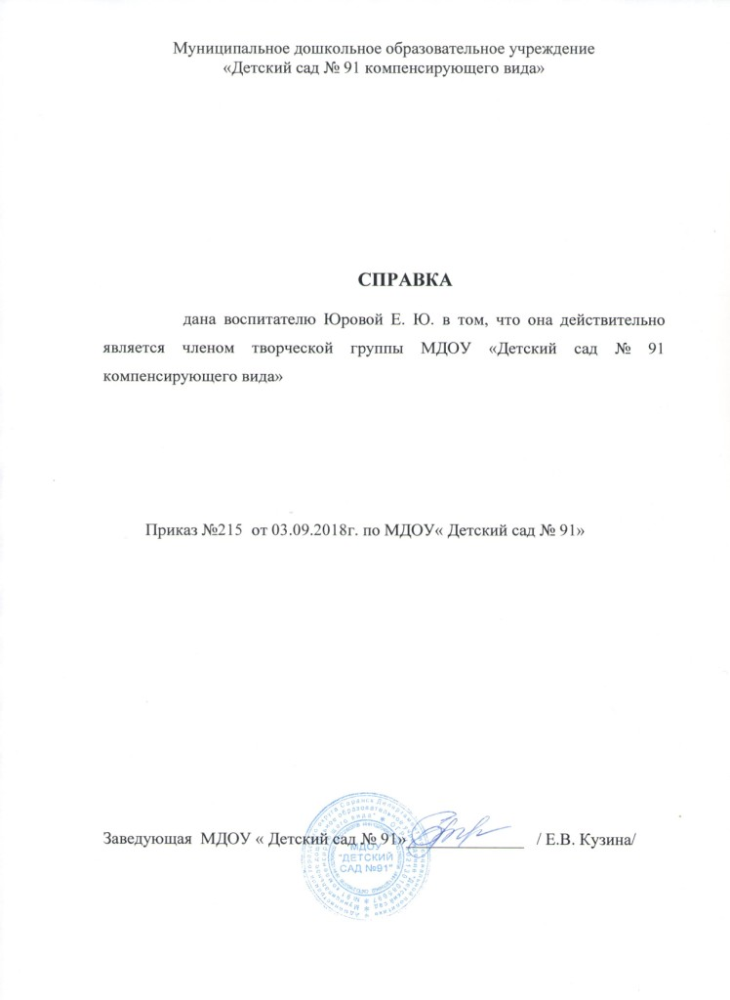 Муниципальное дошкольное образовательное учреждение
«Детский сад № 91 компенсирующего вида»
СПРАВКА
дана воспитателю Юровой Е. Ю. в том, что она действительно
является членом творческой группы МДОУ «Детский сад № 91
компенсирующего вида»
Приказ №215 от 03.09.2018г. по МДОУ« Детский сад № 91»
Заведующая МДОУ « Детский сад № 91»______________ / Е.В. Кузина/
"МДОУ
"ДЕТСКИЙ
САД №91"